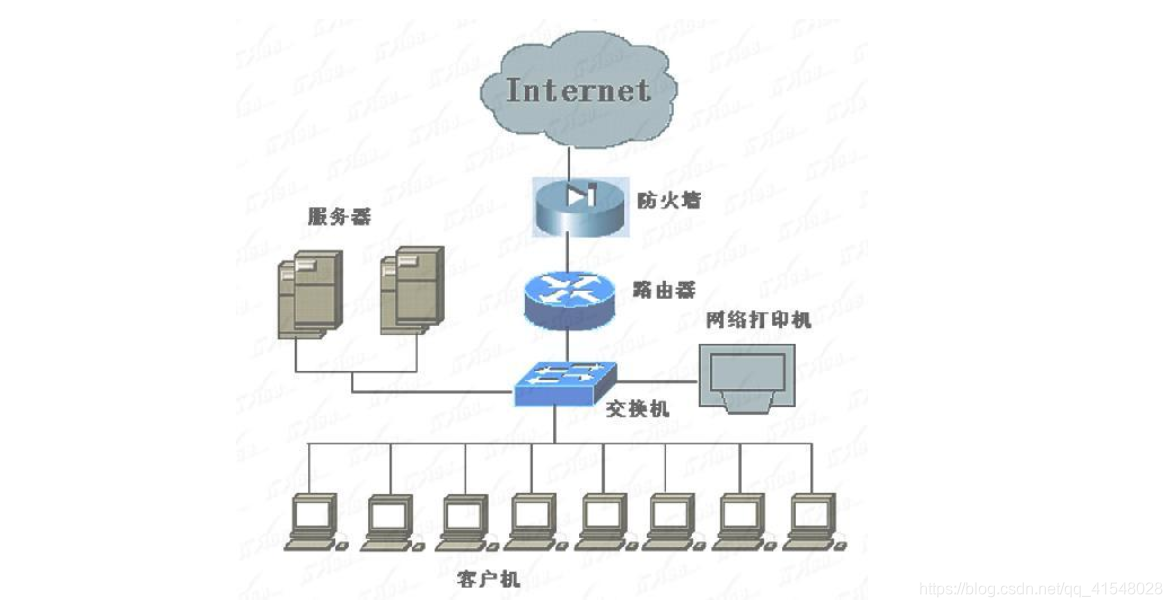 Internet
防火墙
服务器
路由器
网络打印机
交换机
客户机
https://blog.csdn.net/qq_41548028